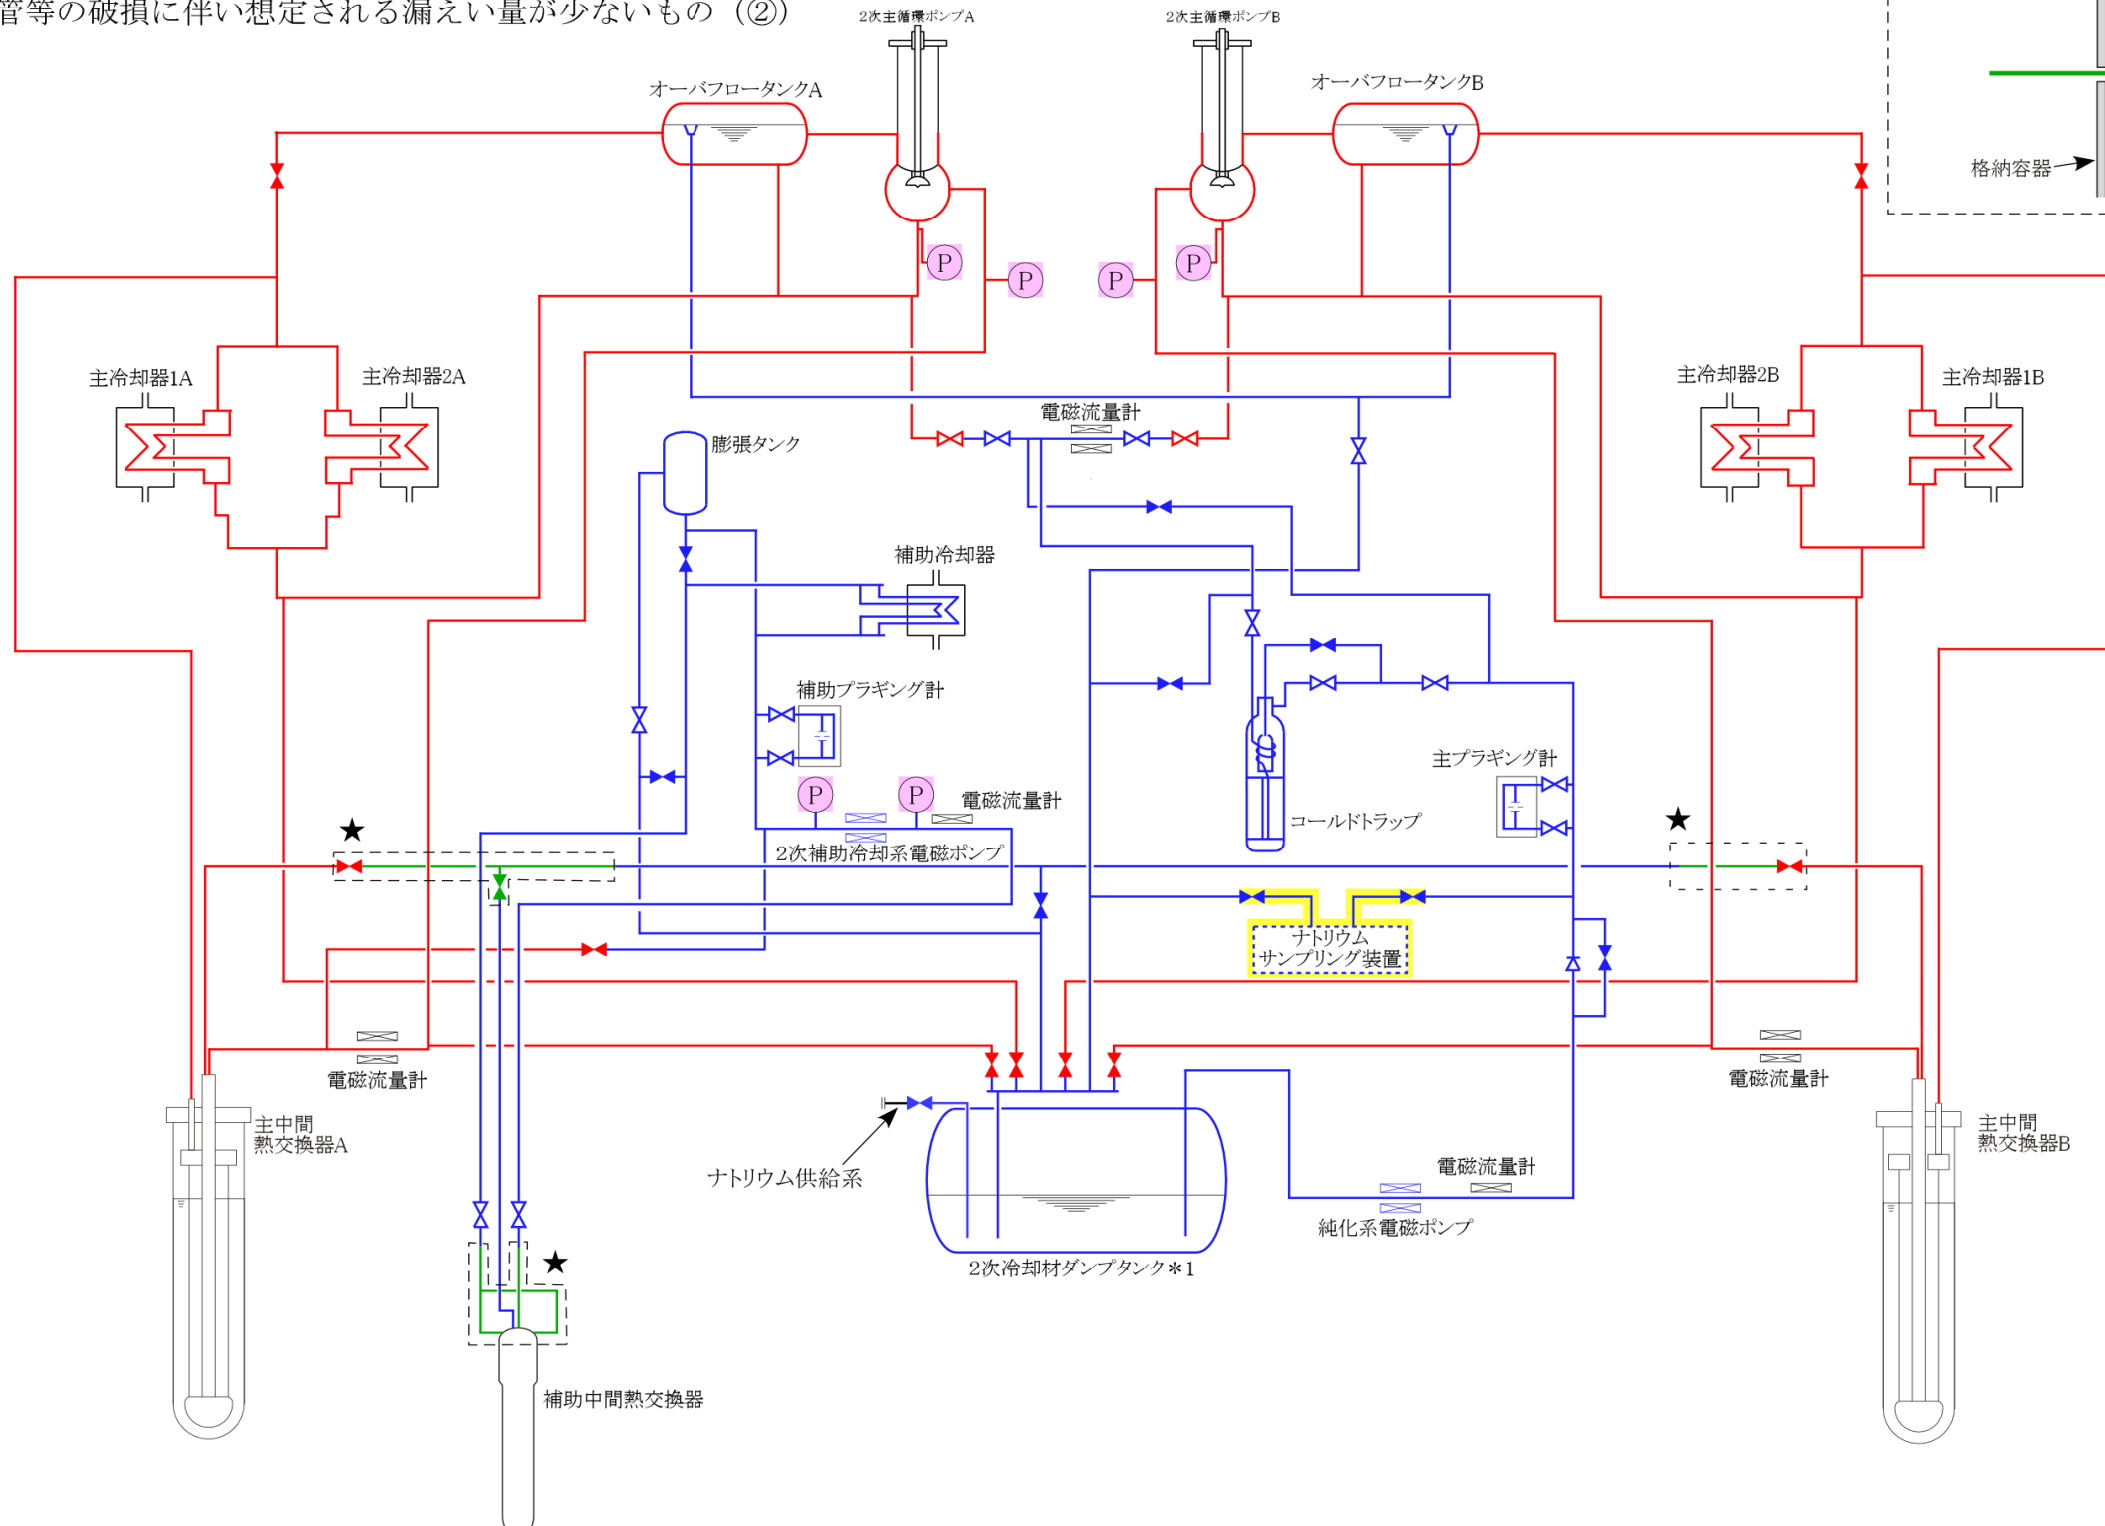 管等の破損に伴い想定される漏えい量が少ないもの（②）
2次主循環ポンプA
2次主循環ポンプB
オーバフロータンクA
オーバフロータンクB
格納容器
P
P
P
P
主冷却器1A
主冷却器2A
主冷却器2B
主冷却器1B
電磁流量計
膨張タンク
補助冷却器
補助プラギング計
主プラギング計
P
P
電磁流量計
★
★
コールドトラップ
2次補助冷却系電磁ポンプ
ナトリウム
サンプリング装置
電磁流量計
電磁流量計
主中間
熱交換器A
主中間
熱交換器B
ナトリウム供給系
電磁流量計
純化系電磁ポンプ
★
2次冷却材ダンプタンク＊1
補助中間熱交換器